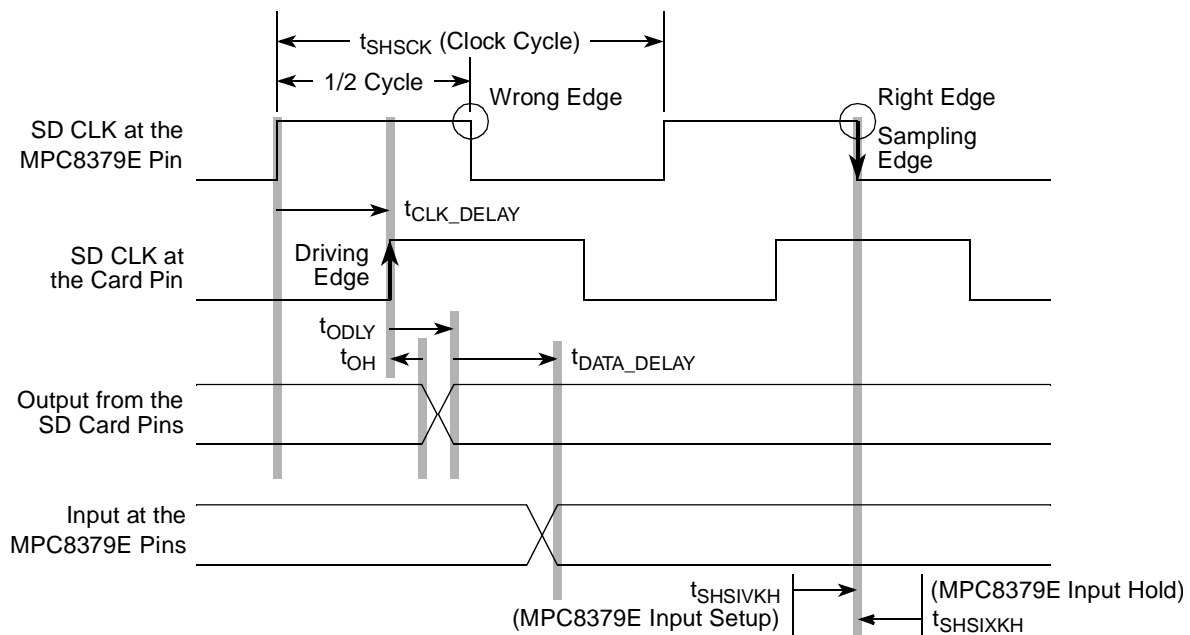 tSHSCK (Clock Cycle)
1/2 Cycle
Wrong Edge
Right Edge
SD CLK at the
MPC8379E Pin
Sampling
Edge
tCLK_DELAY
SD CLK at
the Card Pin
Driving
Edge
tODLY
tOH
tDATA_DELAY
Output from the
SD Card Pins
Input at the
MPC8379E Pins
tSHSIVKH
(MPC8379E Input Setup)
(MPC8379E Input Hold)
tSHSIXKH